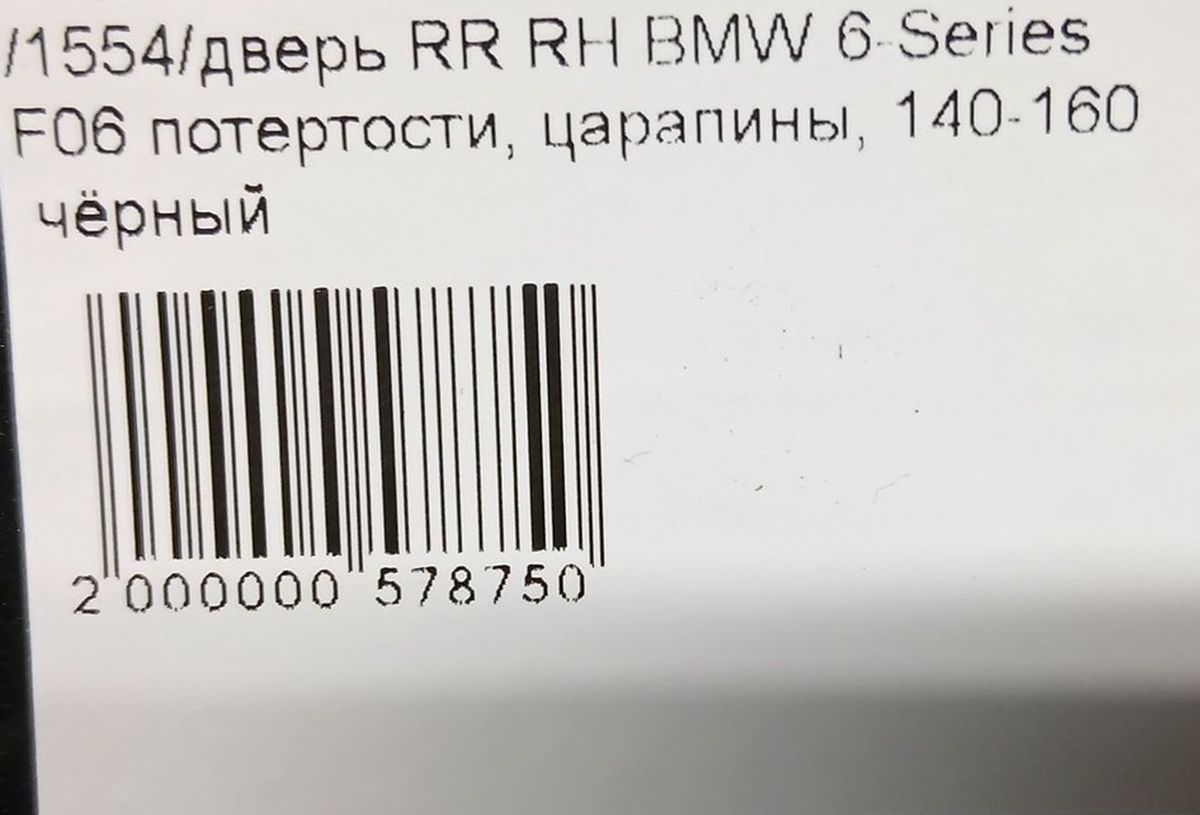 /1554/дверь RR RH BMW 6-Series
F06 потертости, царапины, 140-160
чёрный
2 000000 578750